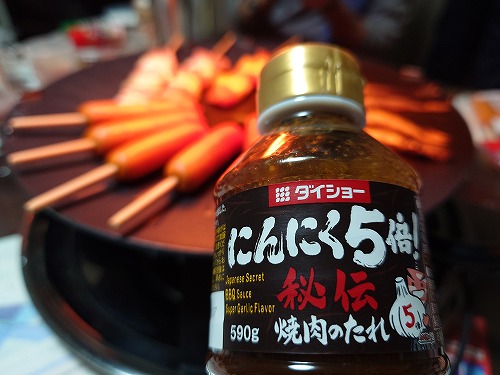 ダイショー
にんにく5倍!
Japanese Secret
BBQ Sauce
Super Garlic Flavor
秘伝
焼肉のたれ
590g
5